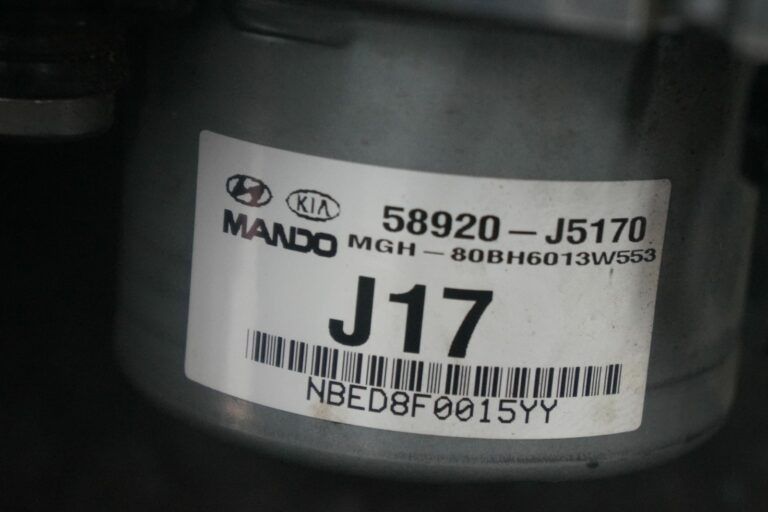 KIA 58920-J5170
MANDO MGH-80BH6013W553
J17
NBED8F0015YY